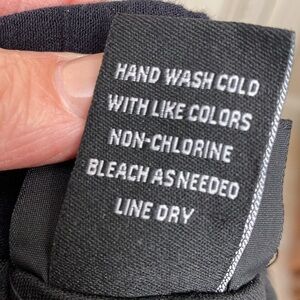 HAND WASH COLD
WITH LIKE COLORS
NON-CHLORINE
BLEACH AS NEEDED
LINE DRY